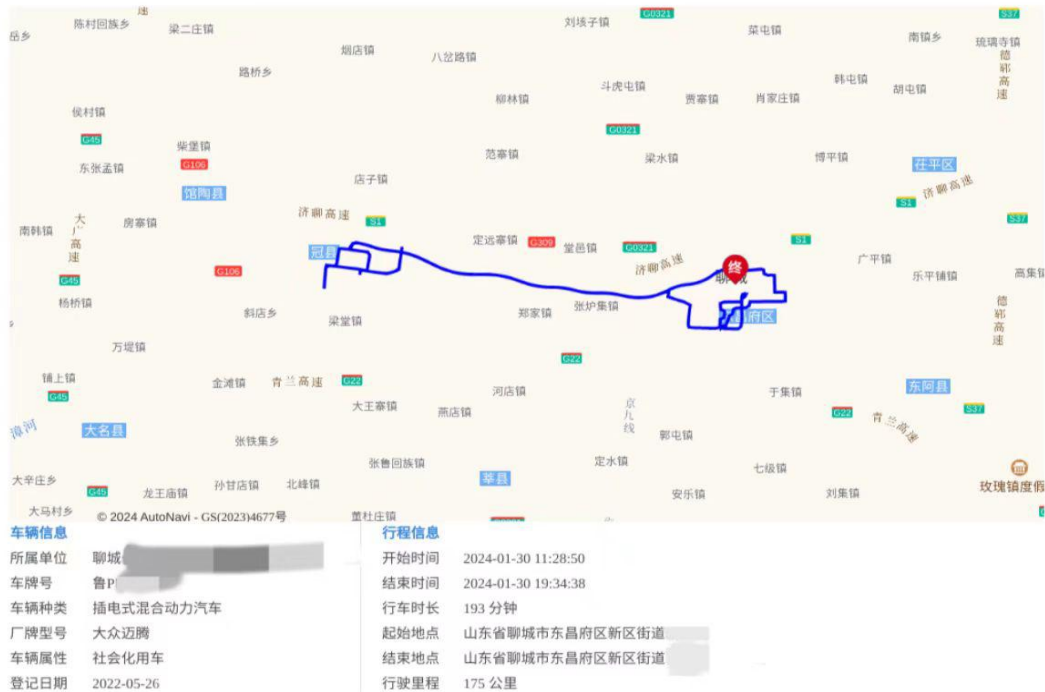 速
G0321
S37
岳乡
陈村回族乡
梁二庄镇
刘垓子镇
菜屯镇
南镇乡
琉璃寺镇
烟店镇
八岔路镇
德郓高速
路桥乡
斗虎屯镇
韩屯镇
胡屯镇
柳林镇
贾寨镇
肖家庄镇
侯村镇
G45
柴堡镇
G0321
东张孟镇
G106
范寨镇
梁水镇
博平镇
茌平区
馆陶县
店子镇
济聊高速
济聊高速
S1
S1
S37
南韩镇
大广高速
房寨镇
定远寨镇
G309
堂邑镇
G0321
S1
冠县
济聊高速
终
广平镇
G106
G45
聊城
乐平铺镇
高集镇
杨桥镇
斜店乡
梁堂镇
郑家镇
张炉集镇
府区
德郓高速
万堤镇
G22
铺上镇
G45
金滩镇
青兰高速
G22
河店镇
于集镇
东阿县
大王寨镇
燕店镇
京九线
G22
S37
青兰高速
漳河
大名县
张铁集乡
郭屯镇
张鲁回族镇
定水镇
七级镇
大辛庄乡
莘县
玫瑰镇度假
G45
龙王庙镇
孙甘店镇
北峰镇
安乐镇
刘集镇
大马村乡
© 2024 AutoNavi - GS(2023)4677号
董杜庄镇
车辆信息
所属单位 聊城
车牌号 鲁P
车辆种类 插电式混合动力汽车
厂牌型号 大众迈腾
车辆属性 社会化用车
登记日期 2022-05-26
行程信息
开始时间 2024-01-30 11:28:50
结束时间 2024-01-30 19:34:38
行车时长 193 分钟
起始地点 山东省聊城市东昌府区新区街道
结束地点 山东省聊城市东昌府区新区街道
行驶里程 175 公里